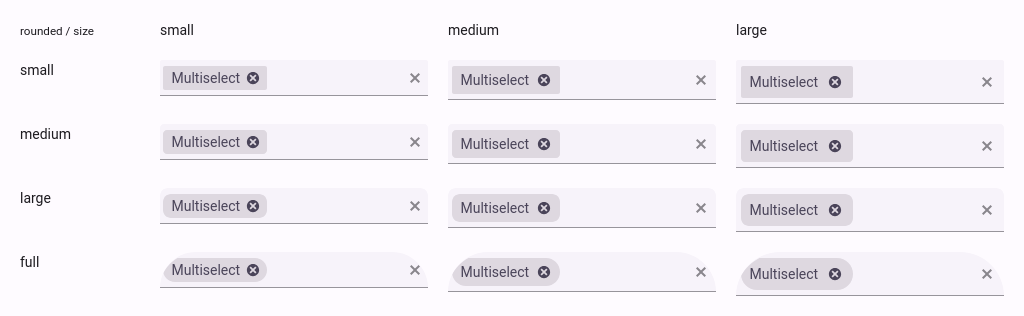 rounded / size small medium large
small Multiselect Multiselect Multiselect
medium Multiselect Multiselect Multiselect
large Multiselect Multiselect Multiselect
full Multiselect Multiselect Multiselect